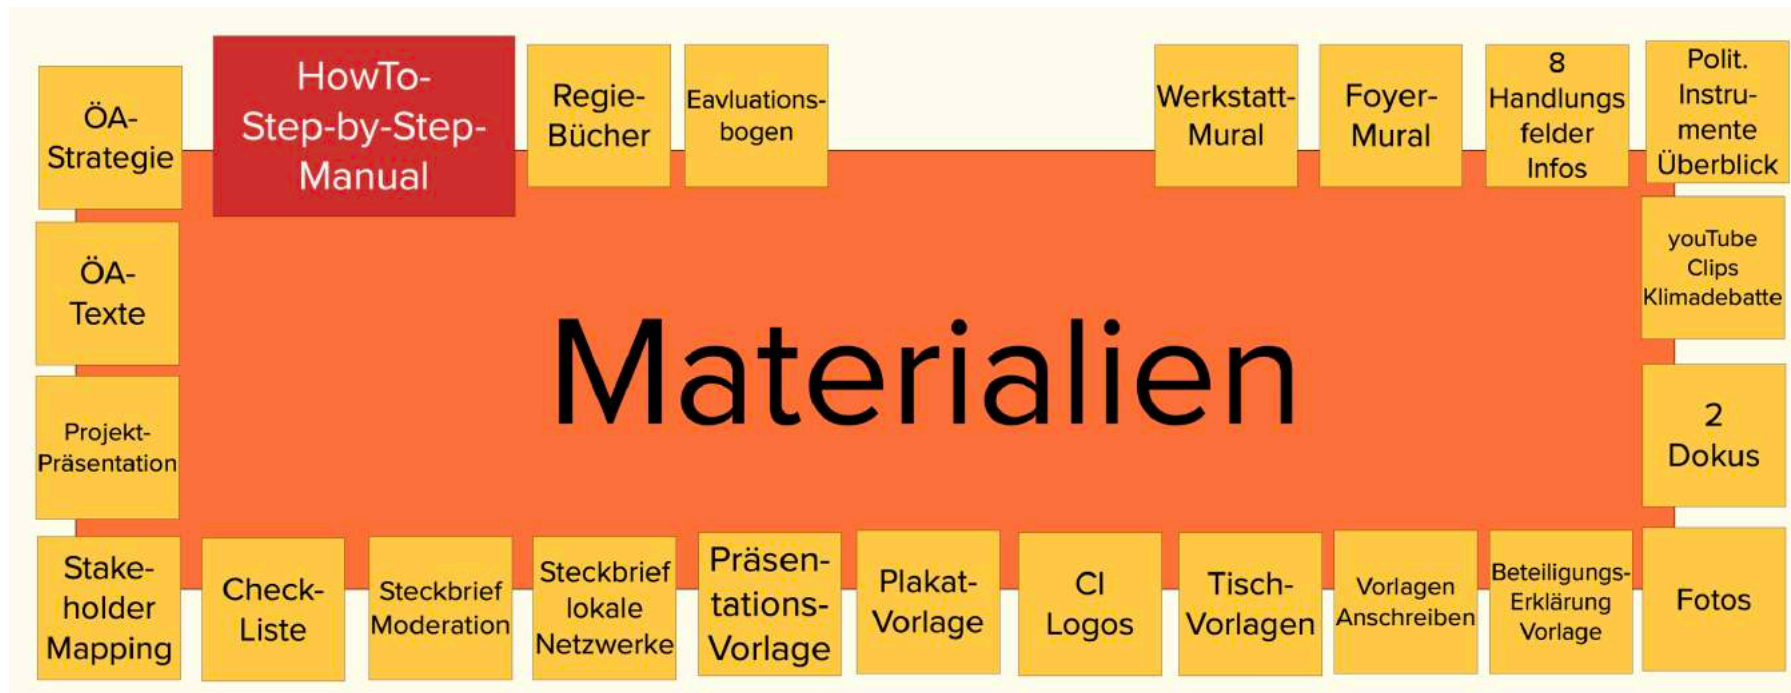 ÖA-
Strategie
HowTo-
Step-by-Step-
Manual
Regie-
Bücher
Eavluations-
bogen
Werkstatt-
Mural
Foyer-
Mural
8
Handlungs
felder
Infos
Polit.
Instru-
mente
Überblick
ÖA-
Texte
youTube
Clips
Klimadebatte
Materialien
Projekt-
Präsentation
2
Dokus
Stake-
holder
Mapping
Check-
Liste
Steckbrief
Moderation
Steckbrief
lokale
Netzwerke
Präsen-
tations-
Vorlage
Plakat-
Vorlage
CI
Logos
Tisch-
Vorlagen
Vorlagen
Anschreiben
Beteiligungs-
Erklärung
Vorlage
Fotos